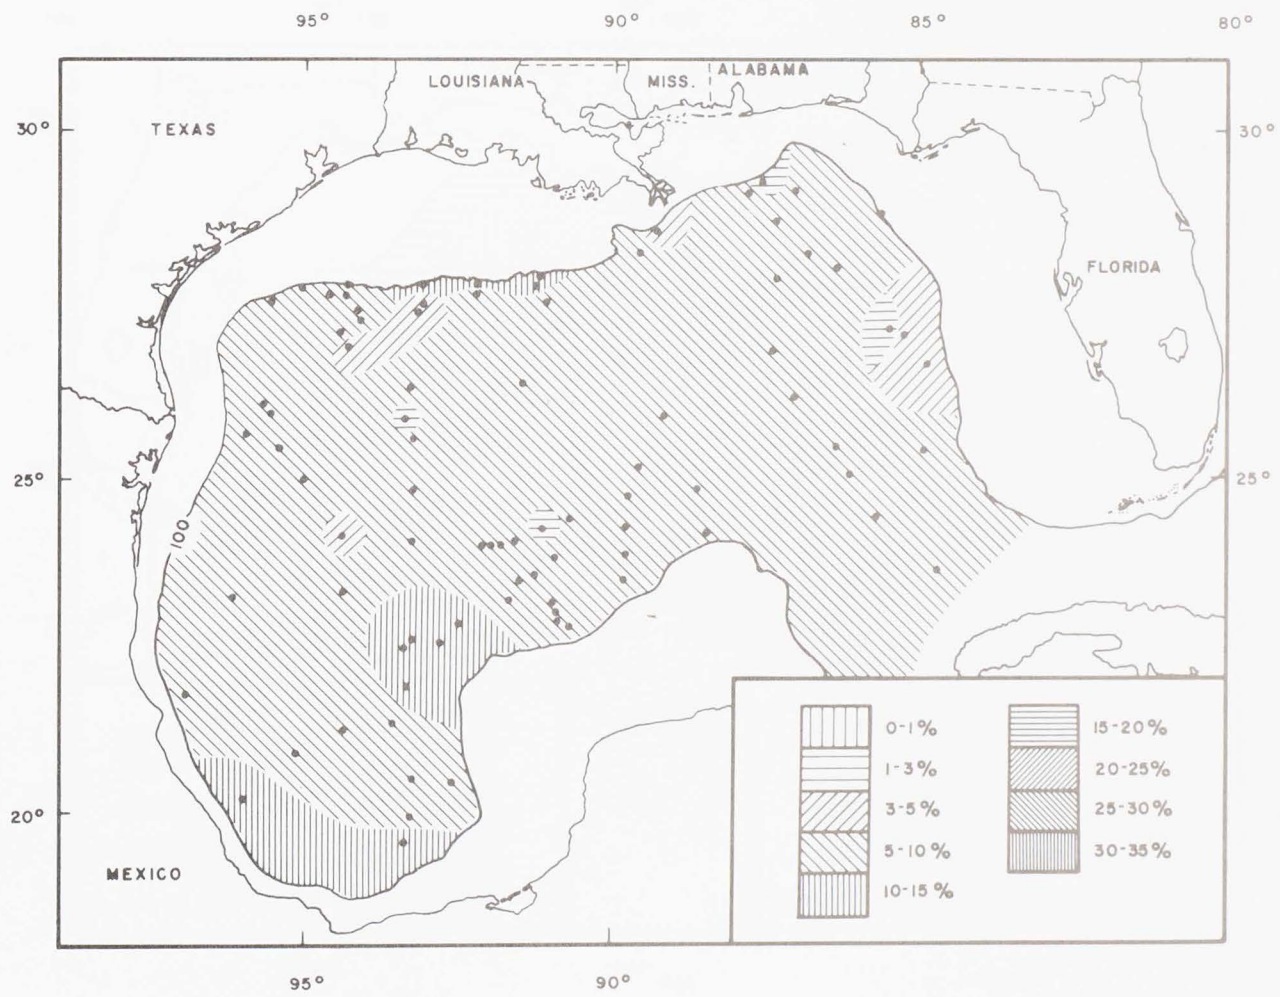 95° 90° 85° 80°
LOUISIANA MISS. ALABAMA
30° TEXAS 30°
FLORIDA
25° 25°
100
0-1% 15-20%
1-3% 20-25%
3-5% 25-30%
5-10% 30-35%
10-15%
20°
MEXICO
95° 90°